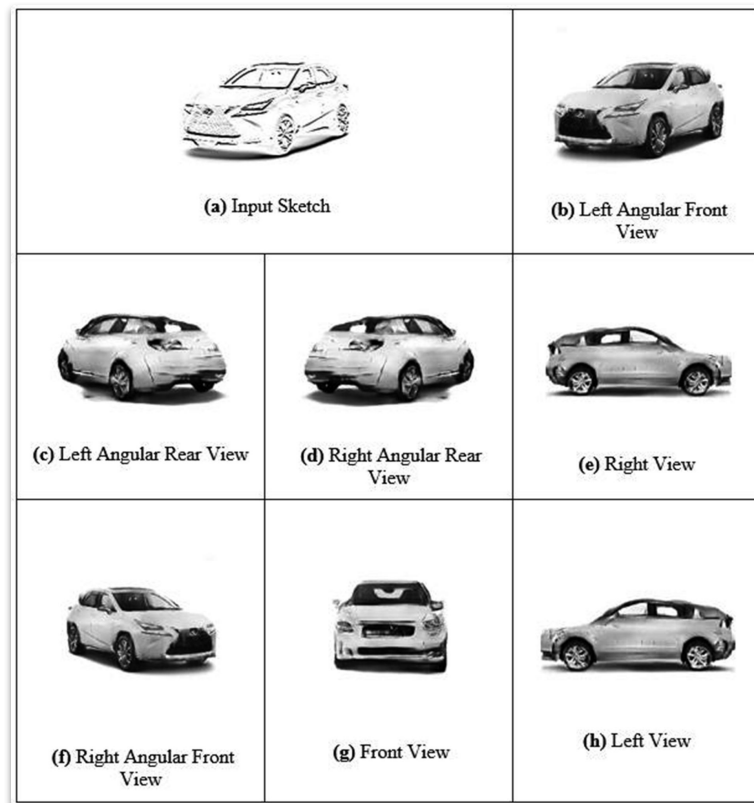 (a) Input Sketch
(b) Left Angular Front
View
(c) Left Angular Rear View
(d) Right Angular Rear
View
(e) Right View
(f) Right Angular Front
View
(g) Front View
(h) Left View